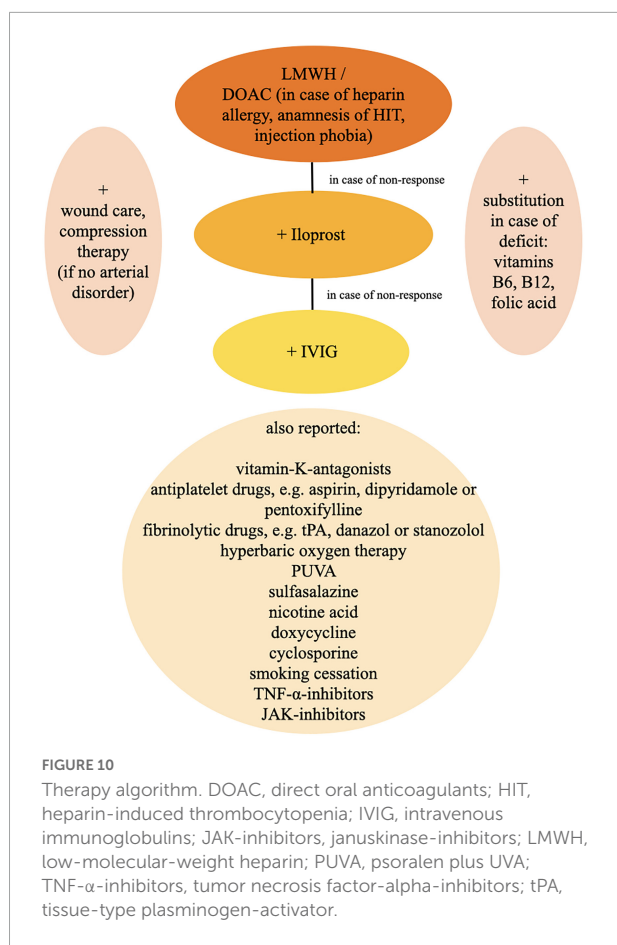 LMWH /
DOAC (in case of heparin
allergy, anamnesis of HIT,
injection phobia)
in case of non-response
+
wound care,
compression
therapy
(if no arterial
disorder)
+ Iloprost
+
substitution
in case of
deficit:
vitamins
B6, B12,
folic acid
in case of non-response
+ IVIG
also reported:
vitamin-K-antagonists
antiplatelet drugs, e.g. aspirin, dipyridamole or
pentoxifylline
fibrinolytic drugs, e.g. tPA, danazol or stanozolol
hyperbaric oxygen therapy
PUVA
sulfasalazine
nicotine acid
doxycycline
cyclosporine
smoking cessation
TNF-α-inhibitors
JAK-inhibitors
FIGURE 10
Therapy algorithm. DOAC, direct oral anticoagulants; HIT,
heparin-induced thrombocytopenia; IVIG, intravenous
immunoglobulins; JAK-inhibitors, januskinase-inhibitors; LMWH,
low-molecular-weight heparin; PUVA, psoralen plus UVA;
TNF-α-inhibitors, tumor necrosis factor-alpha-inhibitors; tPA,
tissue-type plasminogen-activator.